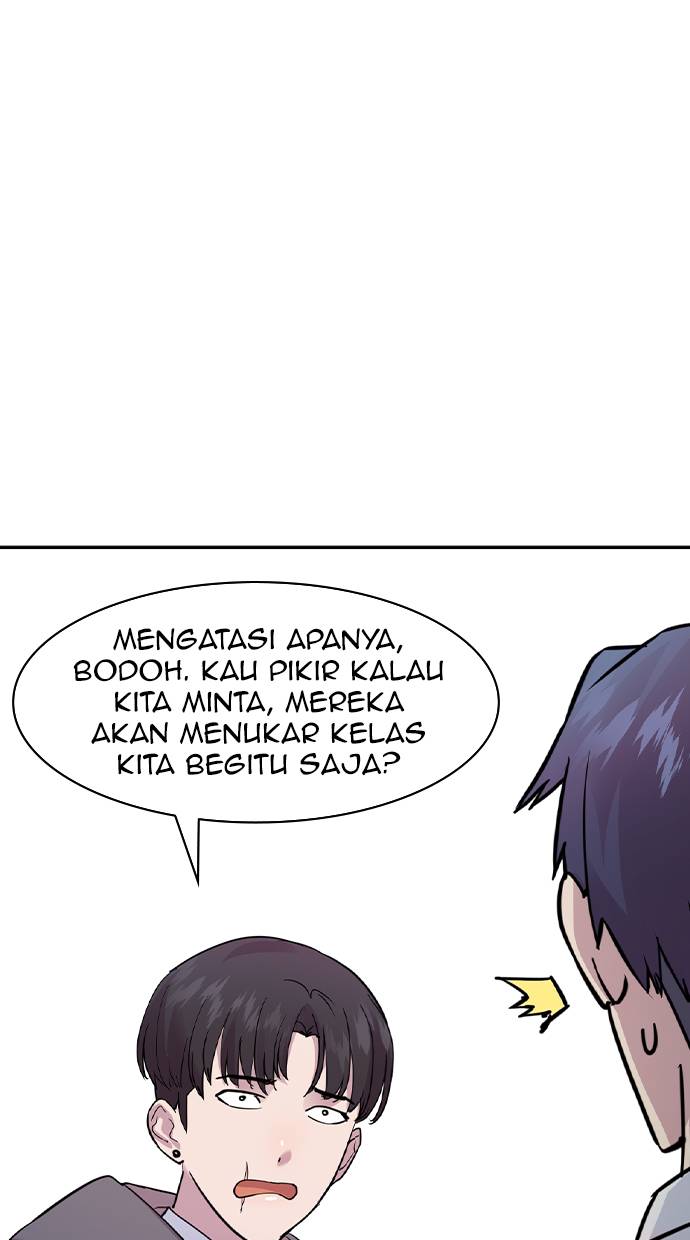 MENGATASI APANYA,
BODOH. KAU PIKIR KALAU
KITA MINTA, MEREKA
AKAN MENUKAR KELAS
KITA BEGITU SAJA?